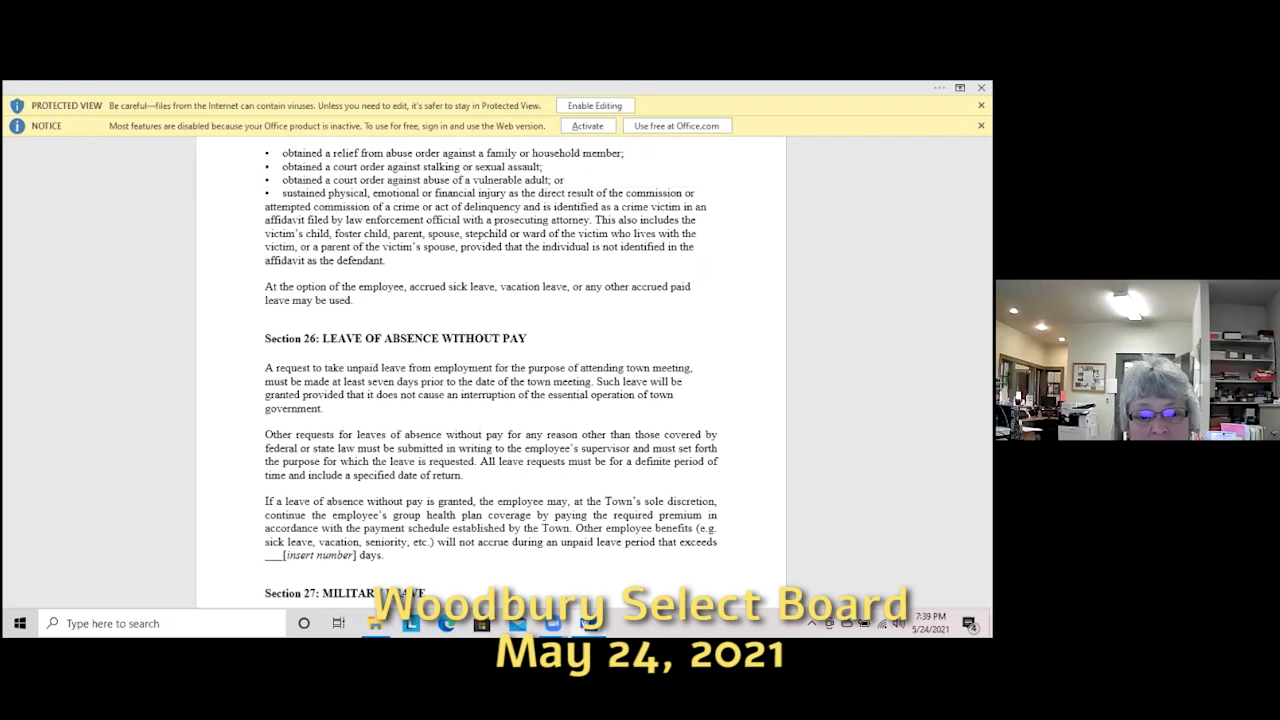 PROTECTED VIEW Be careful—files from the Internet can contain viruses. Unless you need to edit, it's safer to stay in Protected View. Enable Editing
NOTICE Most features are disabled because your Office product is inactive. To use for free, sign in and use the Web version. Activate Use free at Office.com
• obtained a relief from abuse order against a family or household member;
• obtained a court order against stalking or sexual assault;
• obtained a court order against abuse of a vulnerable adult; or
• sustained physical, emotional or financial injury as the direct result of the commission or
attempted commission of a crime or act of delinquency and is identified as a crime victim in an
affidavit filed by law enforcement official with a prosecuting attorney. This also includes the
victim's child, foster child, parent, spouse, stepchild or ward of the victim who lives with the
victim, or a parent of the victim's spouse, provided that the individual is not identified in the
affidavit as the defendant.
At the option of the employee, accrued sick leave, vacation leave, or any other accrued paid
leave may be used.
Section 26: LEAVE OF ABSENCE WITHOUT PAY
A request to take unpaid leave from employment for the purpose of attending town meeting,
must be made at least seven days prior to the date of the town meeting. Such leave will be
granted provided that it does not cause an interruption of the essential operation of town
government.
Other requests for leaves of absence without pay for any reason other than those covered by
federal or state law must be submitted in writing to the employee's supervisor and must set forth
the purpose for which the leave is requested. All leave requests must be for a definite period of
time and include a specified date of return.
If a leave of absence without pay is granted, the employee may, at the Town's sole discretion,
continue the employee's group health plan coverage by paying the required premium in
accordance with the payment schedule established by the Town. Other employee benefits (e.g.
sick leave, vacation, seniority, etc.) will not accrue during an unpaid leave period that exceeds
___[insert number] days.
Section 27: MILITARY LEAVE
Woodbury Select Board
May 24, 2021
Type here to search
7:39 PM
5/24/2021
4